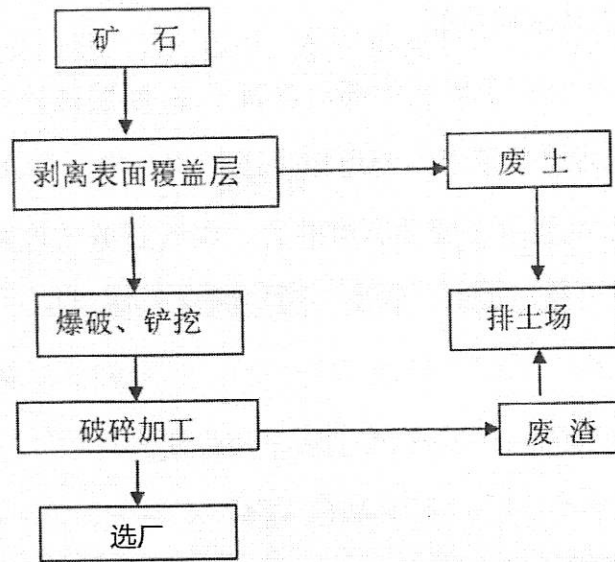 矿 石
剥离表面覆盖层
废 土
爆破、铲挖
排土场
破碎加工
废 渣
选厂